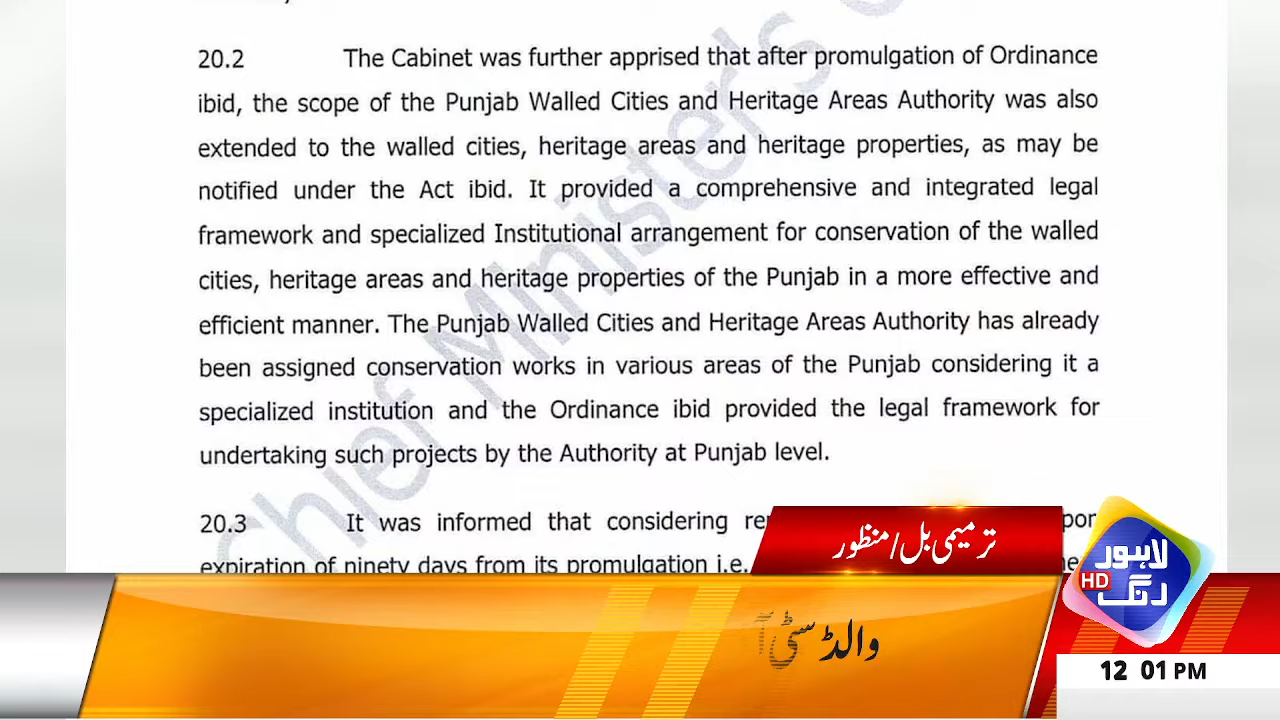 20.2 The Cabinet was further apprised that after promulgation of Ordinance
ibid, the scope of the Punjab Walled Cities and Heritage Areas Authority was also
extended to the walled cities, heritage areas and heritage properties, as may be
notified under the Act ibid. It provided a comprehensive and integrated legal
framework and specialized Institutional arrangement for conservation of the walled
cities, heritage areas and heritage properties of the Punjab in a more effective and
efficient manner. The Punjab Walled Cities and Heritage Areas Authority has already
been assigned conservation works in various areas of the Punjab considering it a
specialized institution and the Ordinance ibid provided the legal framework for
undertaking such projects by the Authority at Punjab level.
20.3 It was informed that considering
expiration of ninety days from its promulgation i.e.
Chief Minister's
ترمیمی بل/منظور
والڈ سٹی
لاہور
رنگ
HD
12 01 PM